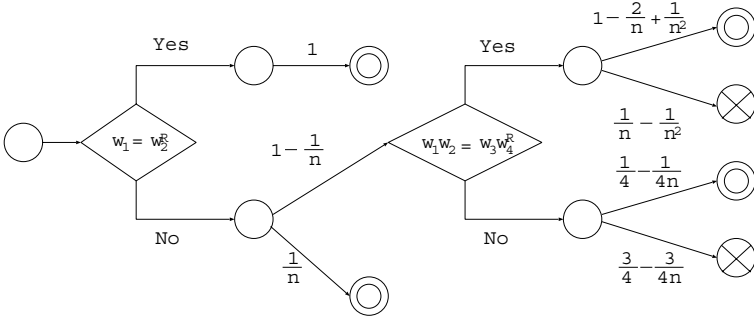 Yes
1
w₁ = w₂ᴿ
No
1 − 1/n
1/n
w₁w₂ = w₃w₄ᴿ
Yes
1 − 2/n + 1/n²
1/n − 1/n²
No
1/4 − 1/4n
3/4 − 3/4n